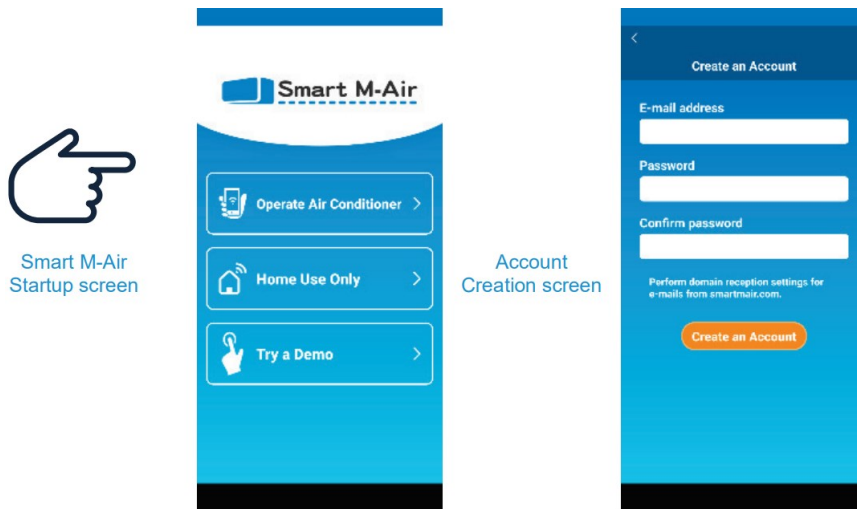 Smart M-Air
Startup screen
Smart M-Air
Operate Air Conditioner
Home Use Only
Try a Demo
Account
Creation screen
Create an Account
E-mail address
Password
Confirm password
Perform domain reception settings for
e-mails from smartmair.com.
Create an Account